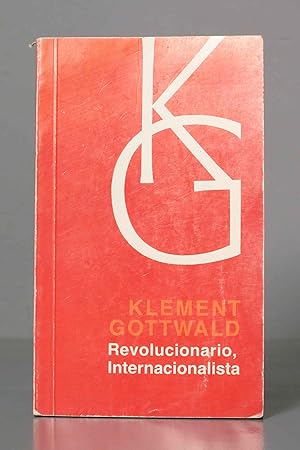 KG
KLEMENT
GOTTWALD
Revolucionario,
Internacionalista